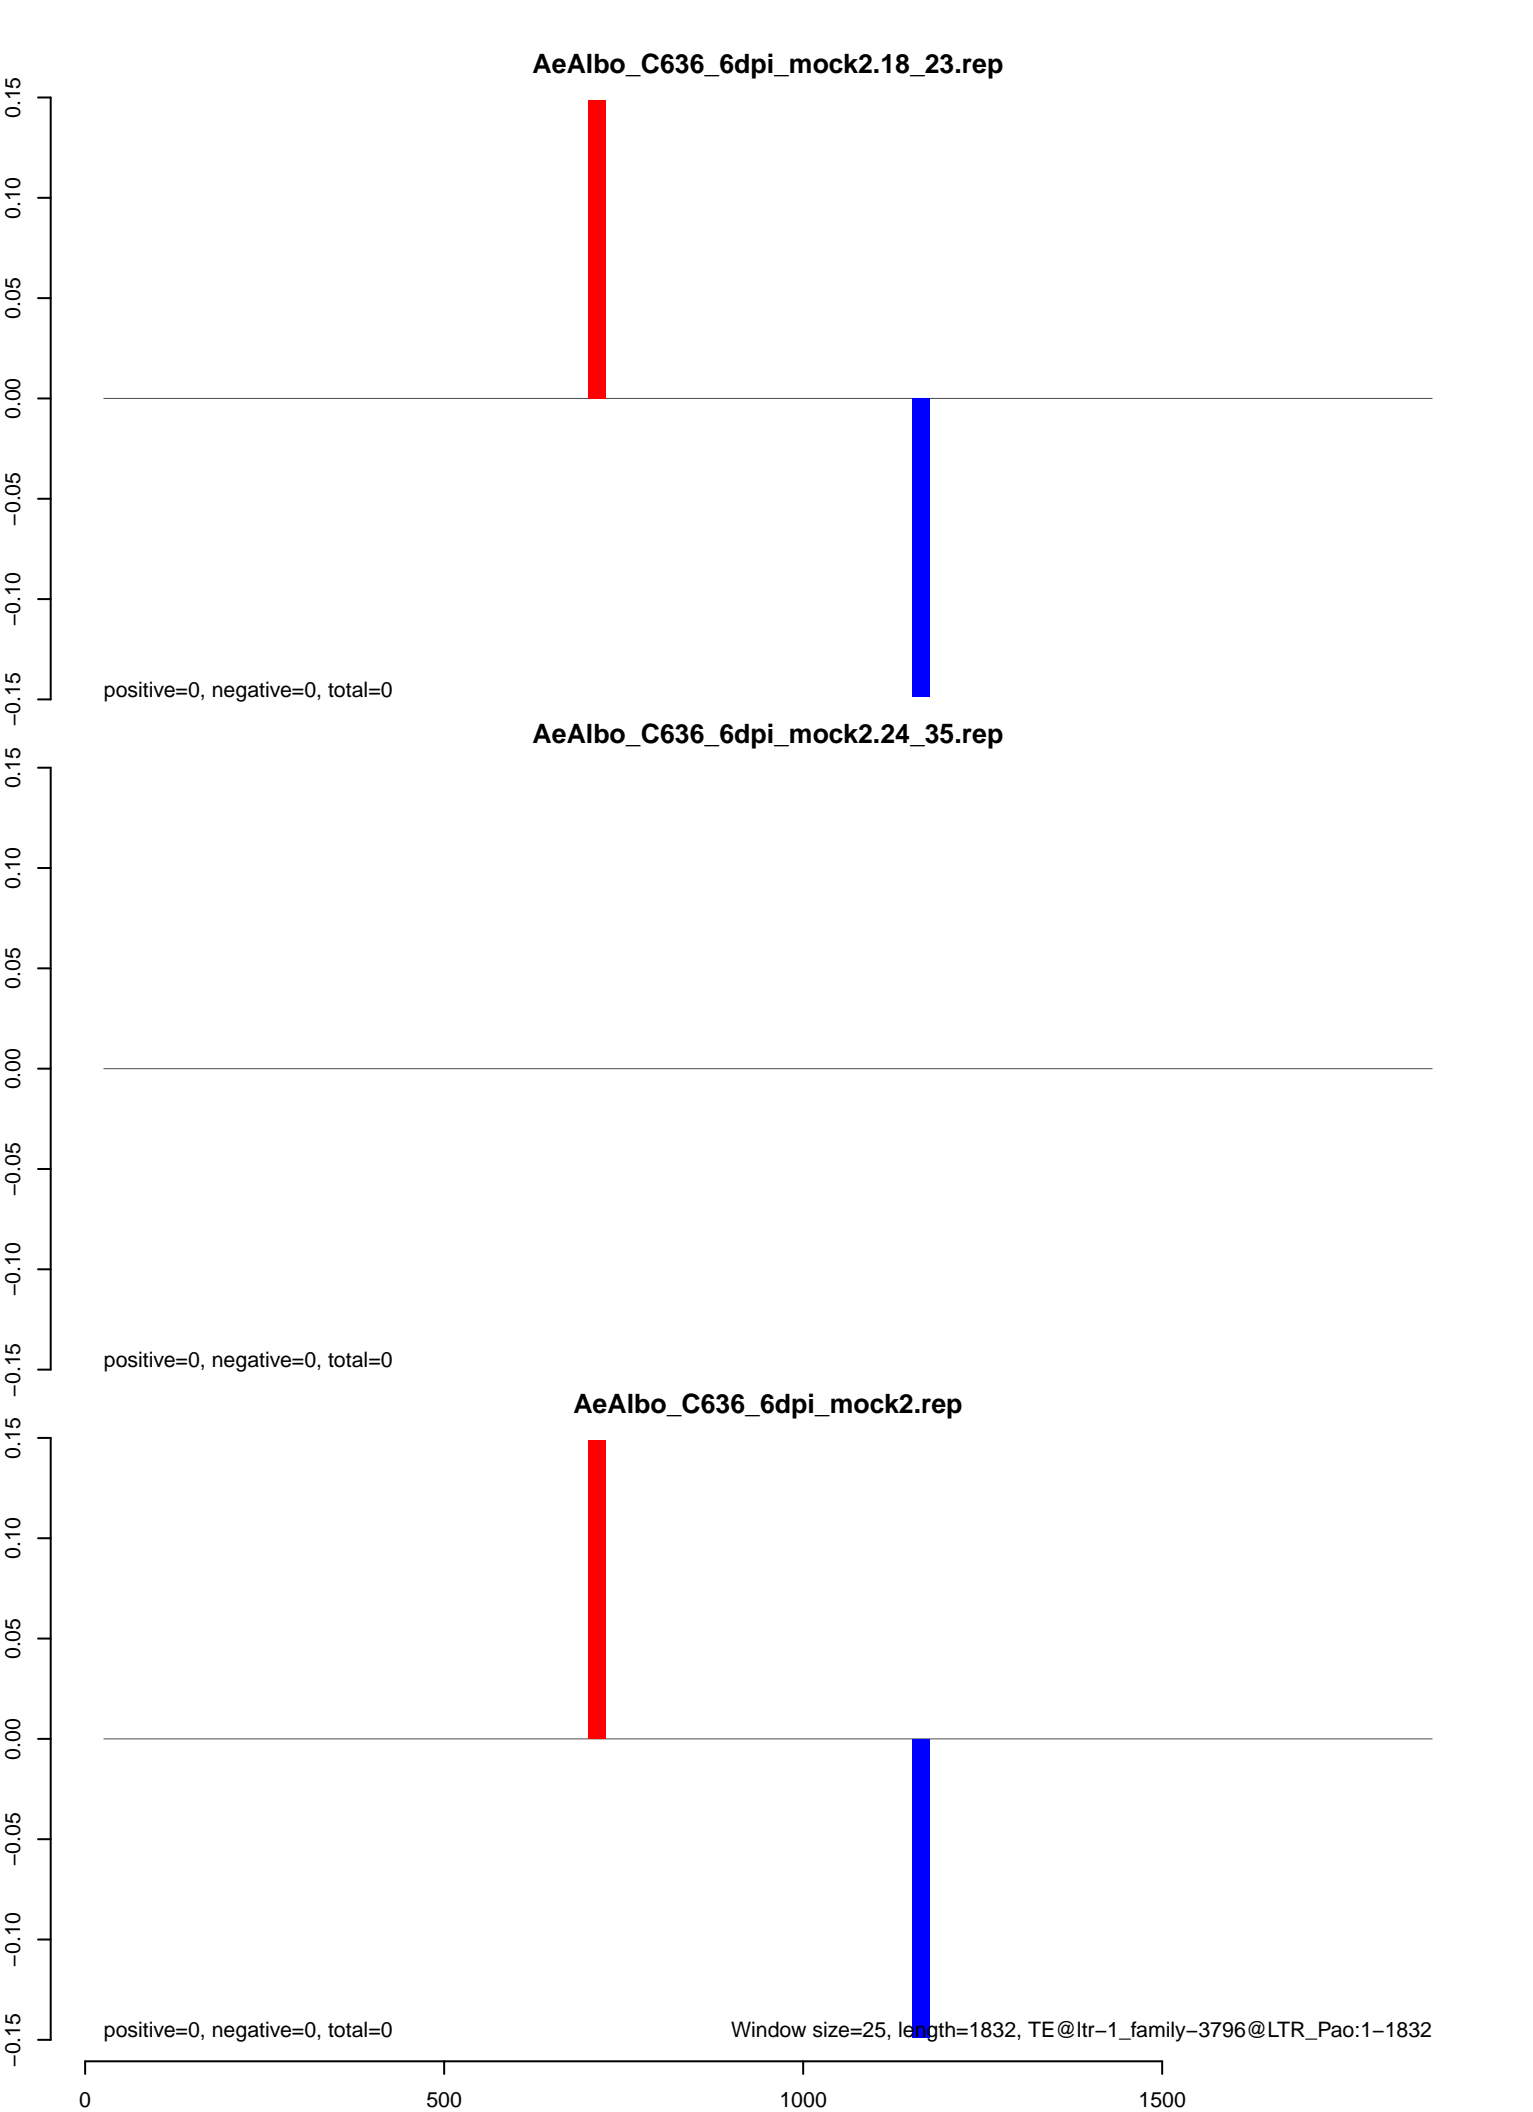 AeAlbo_C636_6dpi_mock2.18_23.rep
0.15
0.10
0.05
0.00
−0.05
−0.10
−0.15
positive=0, negative=0, total=0
AeAlbo_C636_6dpi_mock2.24_35.rep
0.15
0.10
0.05
0.00
−0.05
−0.10
−0.15
positive=0, negative=0, total=0
AeAlbo_C636_6dpi_mock2.rep
0.15
0.10
0.05
0.00
−0.05
−0.10
−0.15
positive=0, negative=0, total=0
Window size=25, length=1832, TE@ltr−1_family−3796@LTR_Pao:1−1832
0 500 1000 1500